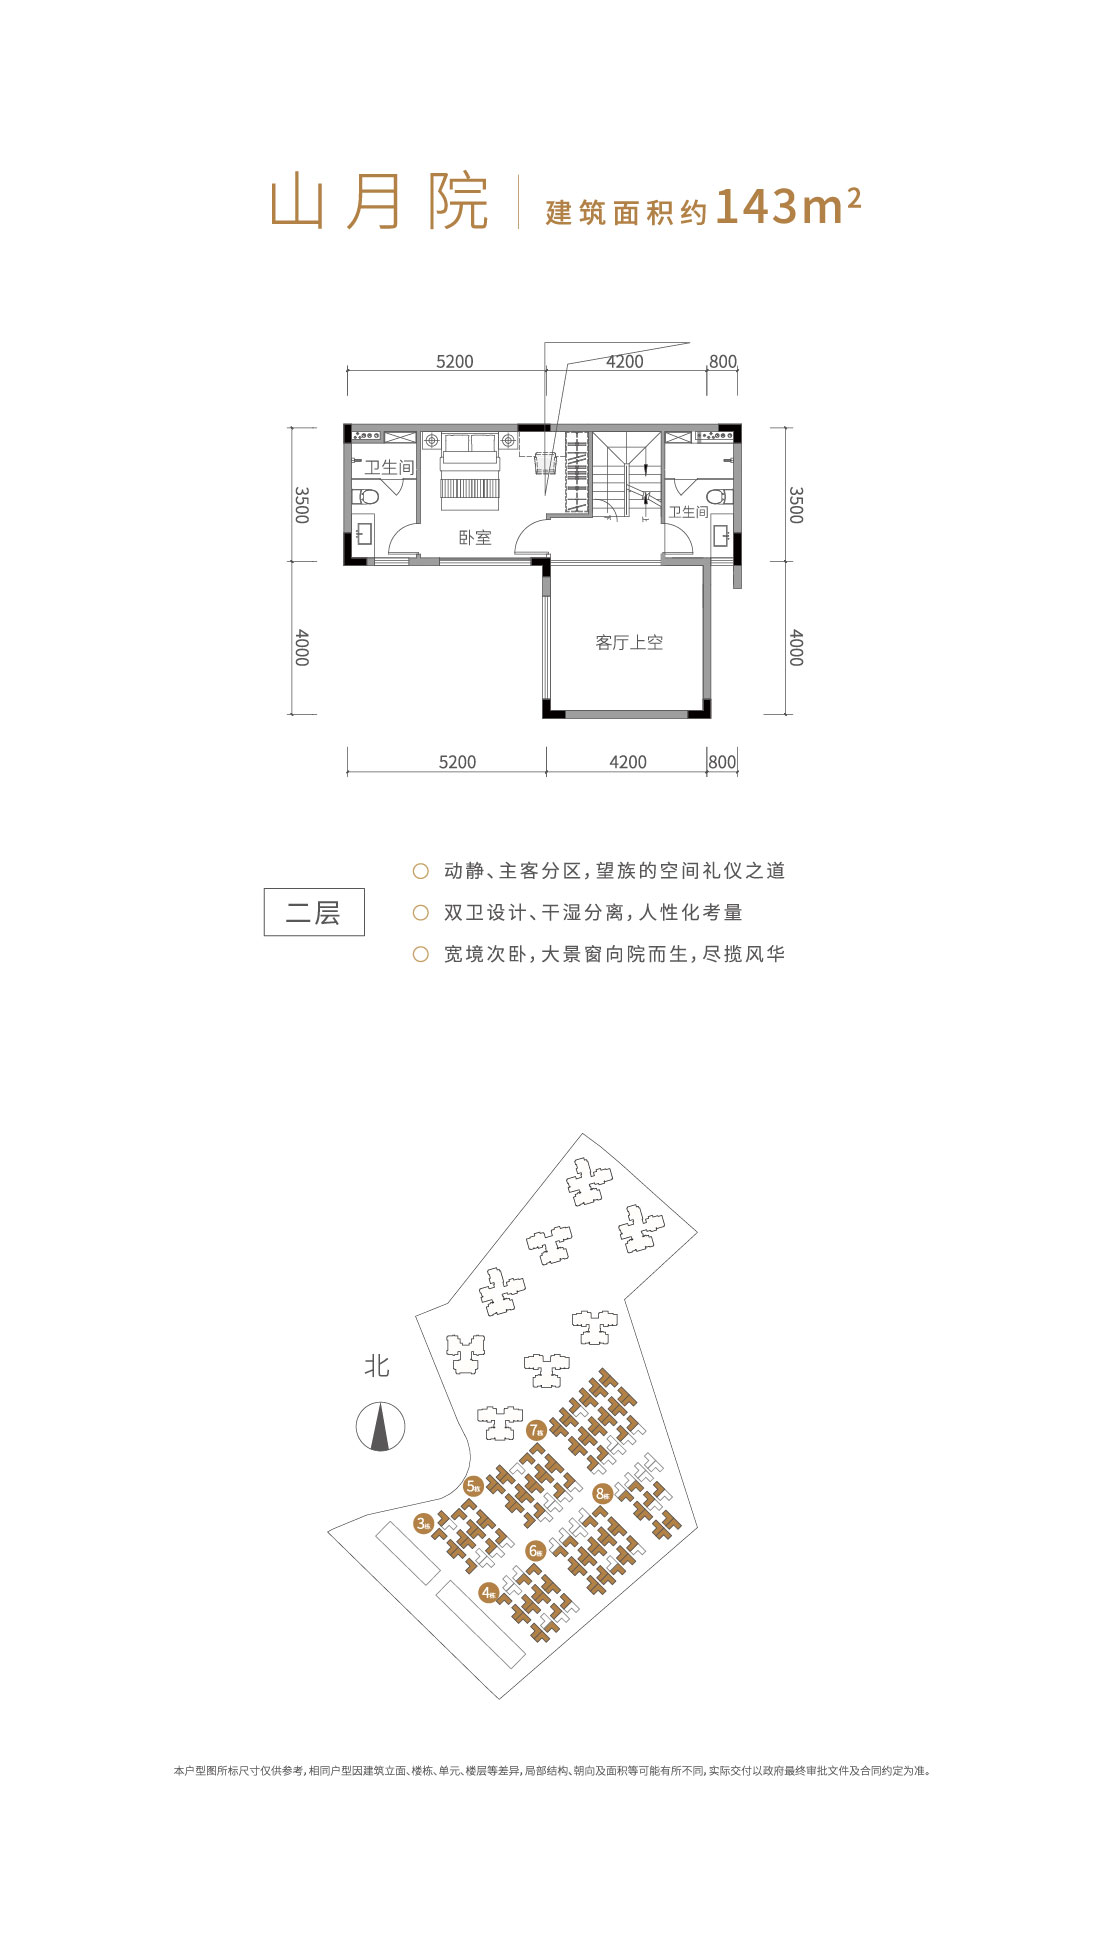 山月院 建筑面积约143m²
5200 4200 800
卫生间
3500 3500
卫生间
卧室
4000 客厅上空 4000
5200 4200 800
动静、主客分区，望族的空间礼仪之道
二层 双卫设计、干湿分离，人性化考量
宽境次卧，大景窗向院而生，尽揽风华
北
7栋
5栋
8栋
3栋
6栋
4栋
本户型图所标尺寸仅供参考，相同户型因建筑立面、楼栋、单元、楼层等差异，局部结构、朝向及面积等可能有所不同，实际交付以政府最终审批文件及合同约定为准。